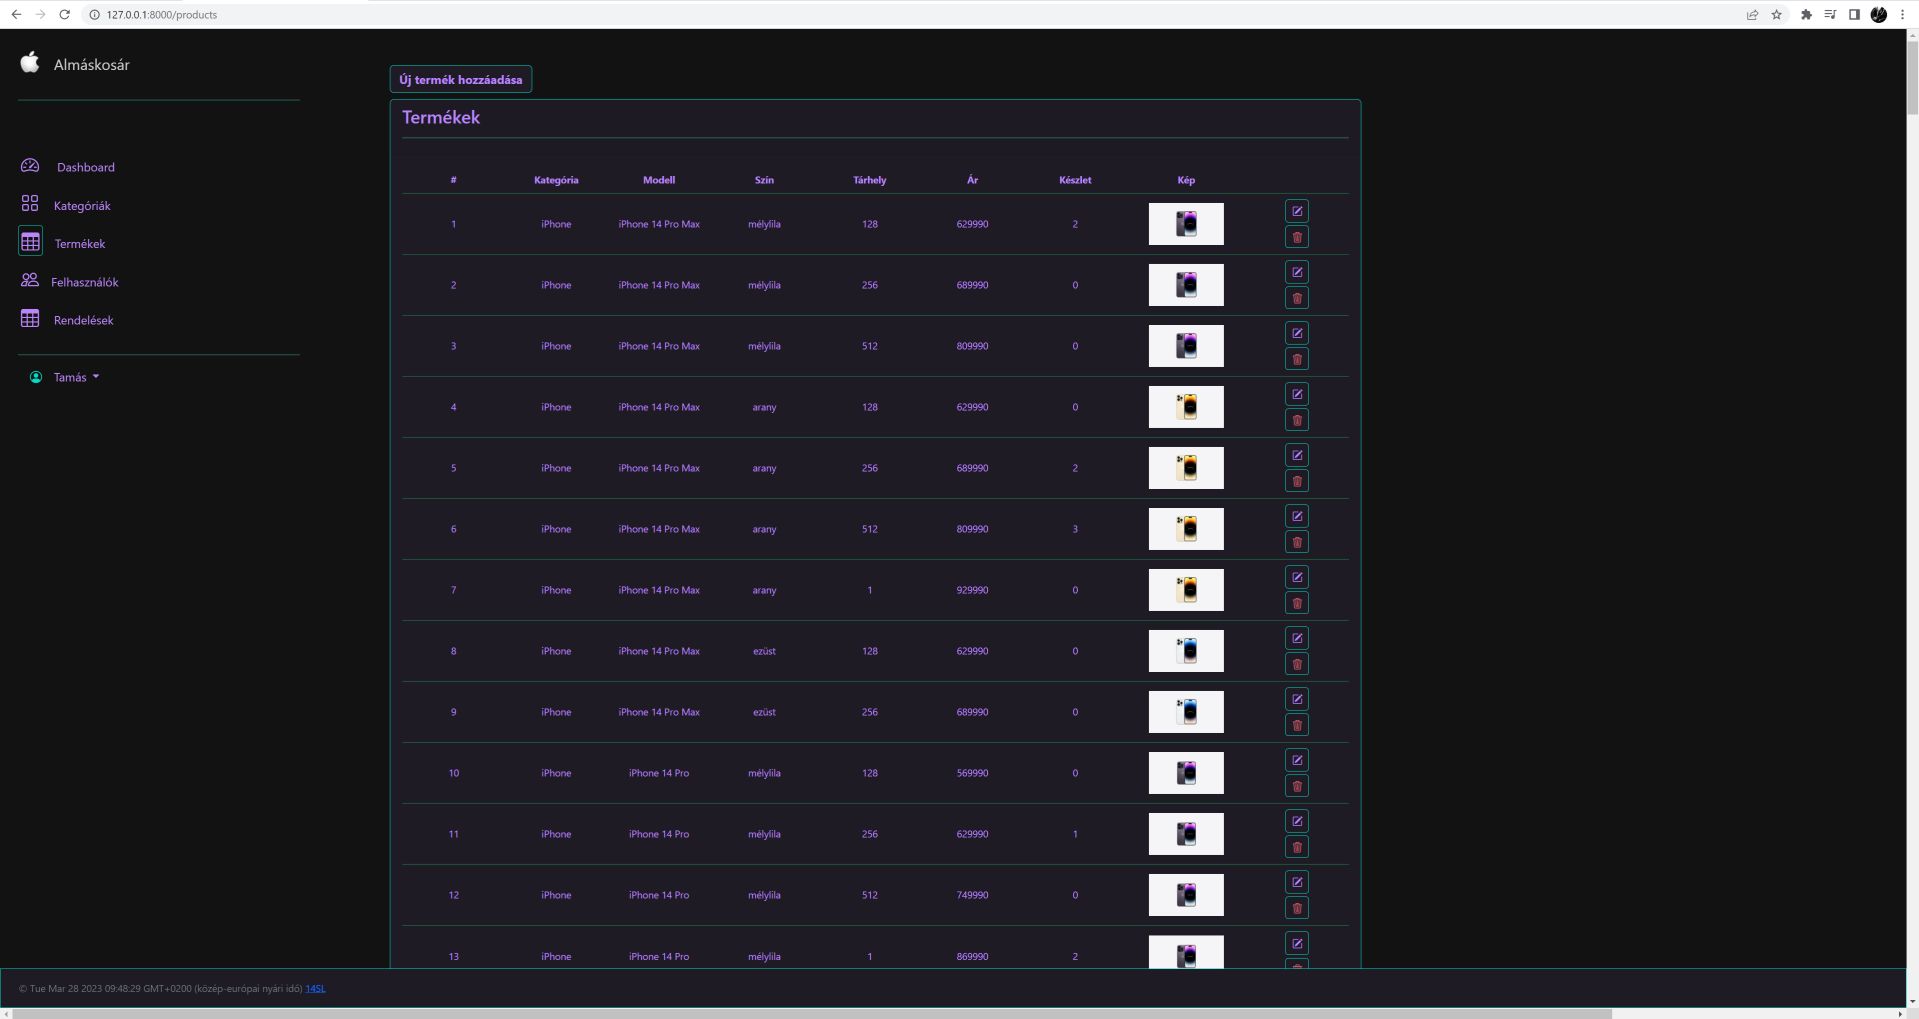 127.0.0.1:8000/products
Almáskosár
Dashboard
Kategóriák
Termékek
Felhasználók
Rendelések
Tamás
Új termék hozzáadása
Termékek
# Kategória Modell Szín Tárhely Ár Készlet Kép
1 iPhone iPhone 14 Pro Max mélylila 128 629990 2
2 iPhone iPhone 14 Pro Max mélylila 256 689990 0
3 iPhone iPhone 14 Pro Max mélylila 512 809990 0
4 iPhone iPhone 14 Pro Max arany 128 629990 0
5 iPhone iPhone 14 Pro Max arany 256 689990 2
6 iPhone iPhone 14 Pro Max arany 512 809990 3
7 iPhone iPhone 14 Pro Max arany 1 929990 0
8 iPhone iPhone 14 Pro Max ezüst 128 629990 0
9 iPhone iPhone 14 Pro Max ezüst 256 689990 0
10 iPhone iPhone 14 Pro mélylila 128 569990 0
11 iPhone iPhone 14 Pro mélylila 256 629990 1
12 iPhone iPhone 14 Pro mélylila 512 749990 0
13 iPhone iPhone 14 Pro mélylila 1 869990 2
© Tue Mar 28 2023 09:48:29 GMT+0200 (közép-európai nyári idő) 14SL